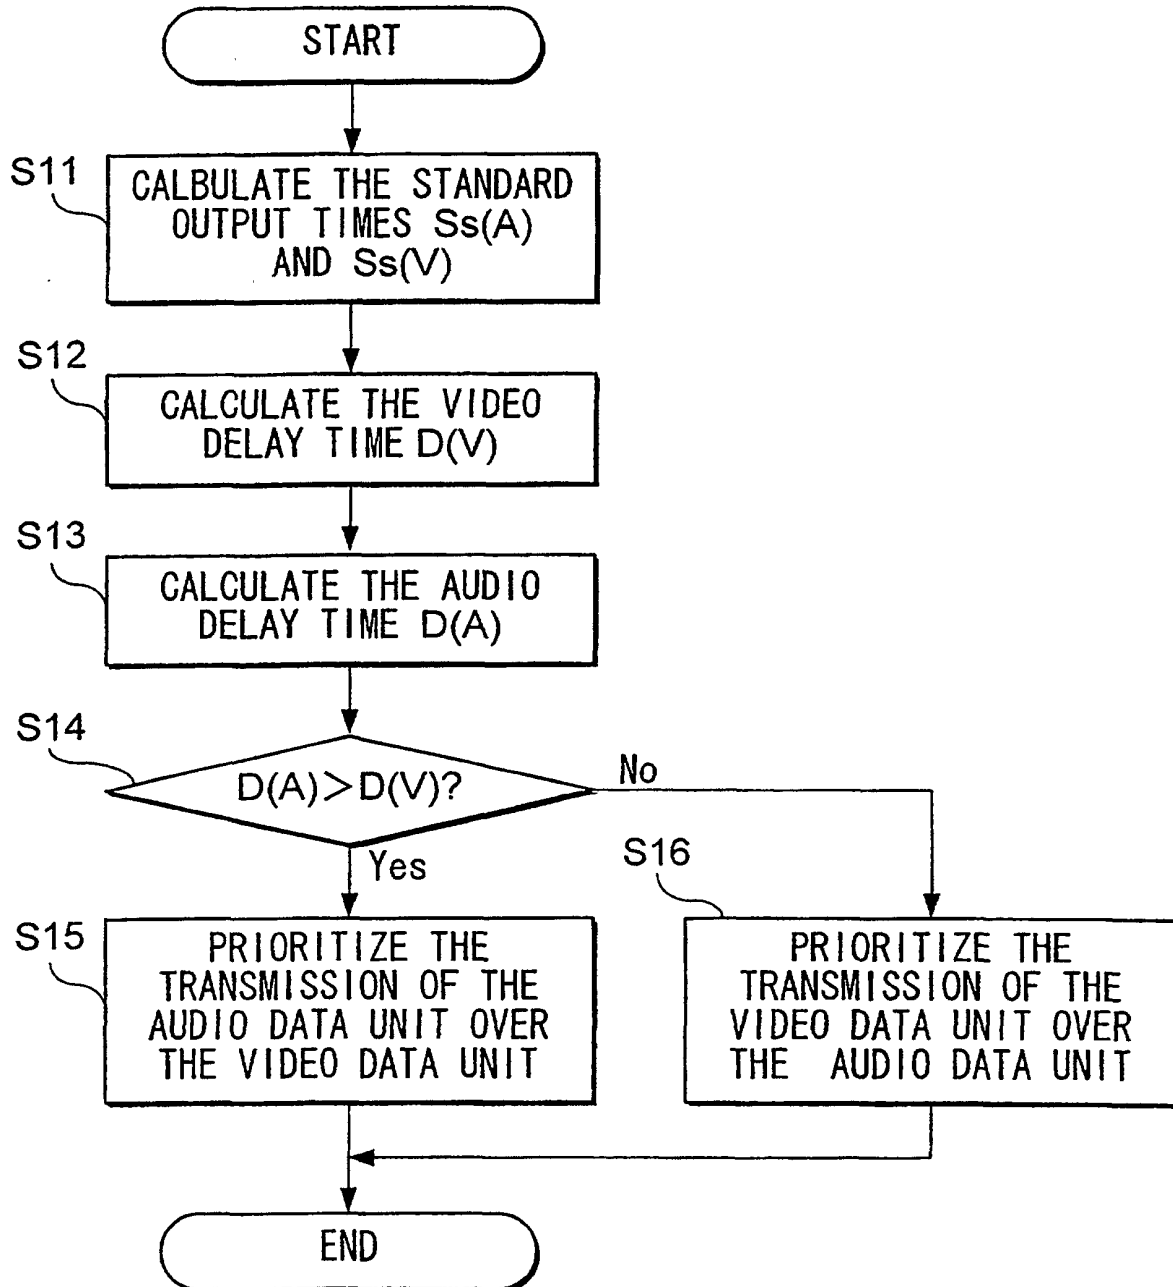 START
S11
CALBULATE THE STANDARD
OUTPUT TIMES Ss(A)
AND Ss(V)
S12
CALCULATE THE VIDEO
DELAY TIME D(V)
S13
CALCULATE THE AUDIO
DELAY TIME D(A)
S14
D(A)>D(V)?
No
Yes
S15
PRIORITIZE THE
TRANSMISSION OF THE
AUDIO DATA UNIT OVER
THE VIDEO DATA UNIT
S16
PRIORITIZE THE
TRANSMISSION OF THE
VIDEO DATA UNIT OVER
THE AUDIO DATA UNIT
END